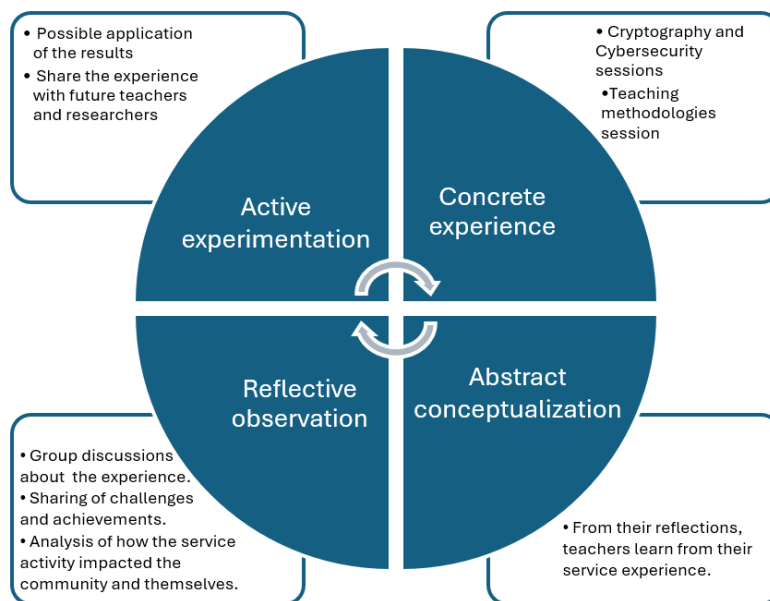 • Possible application
of the results
• Share the experience
with future teachers
and researchers
• Cryptography and
Cybersecurity
sessions
•Teaching
methodologies
session
Active
experimentation
Concrete
experience
Reflective
observation
Abstract
conceptualization
• Group discussions
about the experience.
• Sharing of challenges
and achievements.
• Analysis of how the service
activity impacted the
community and themselves.
• From their reflections,
teachers learn from their
service experience.